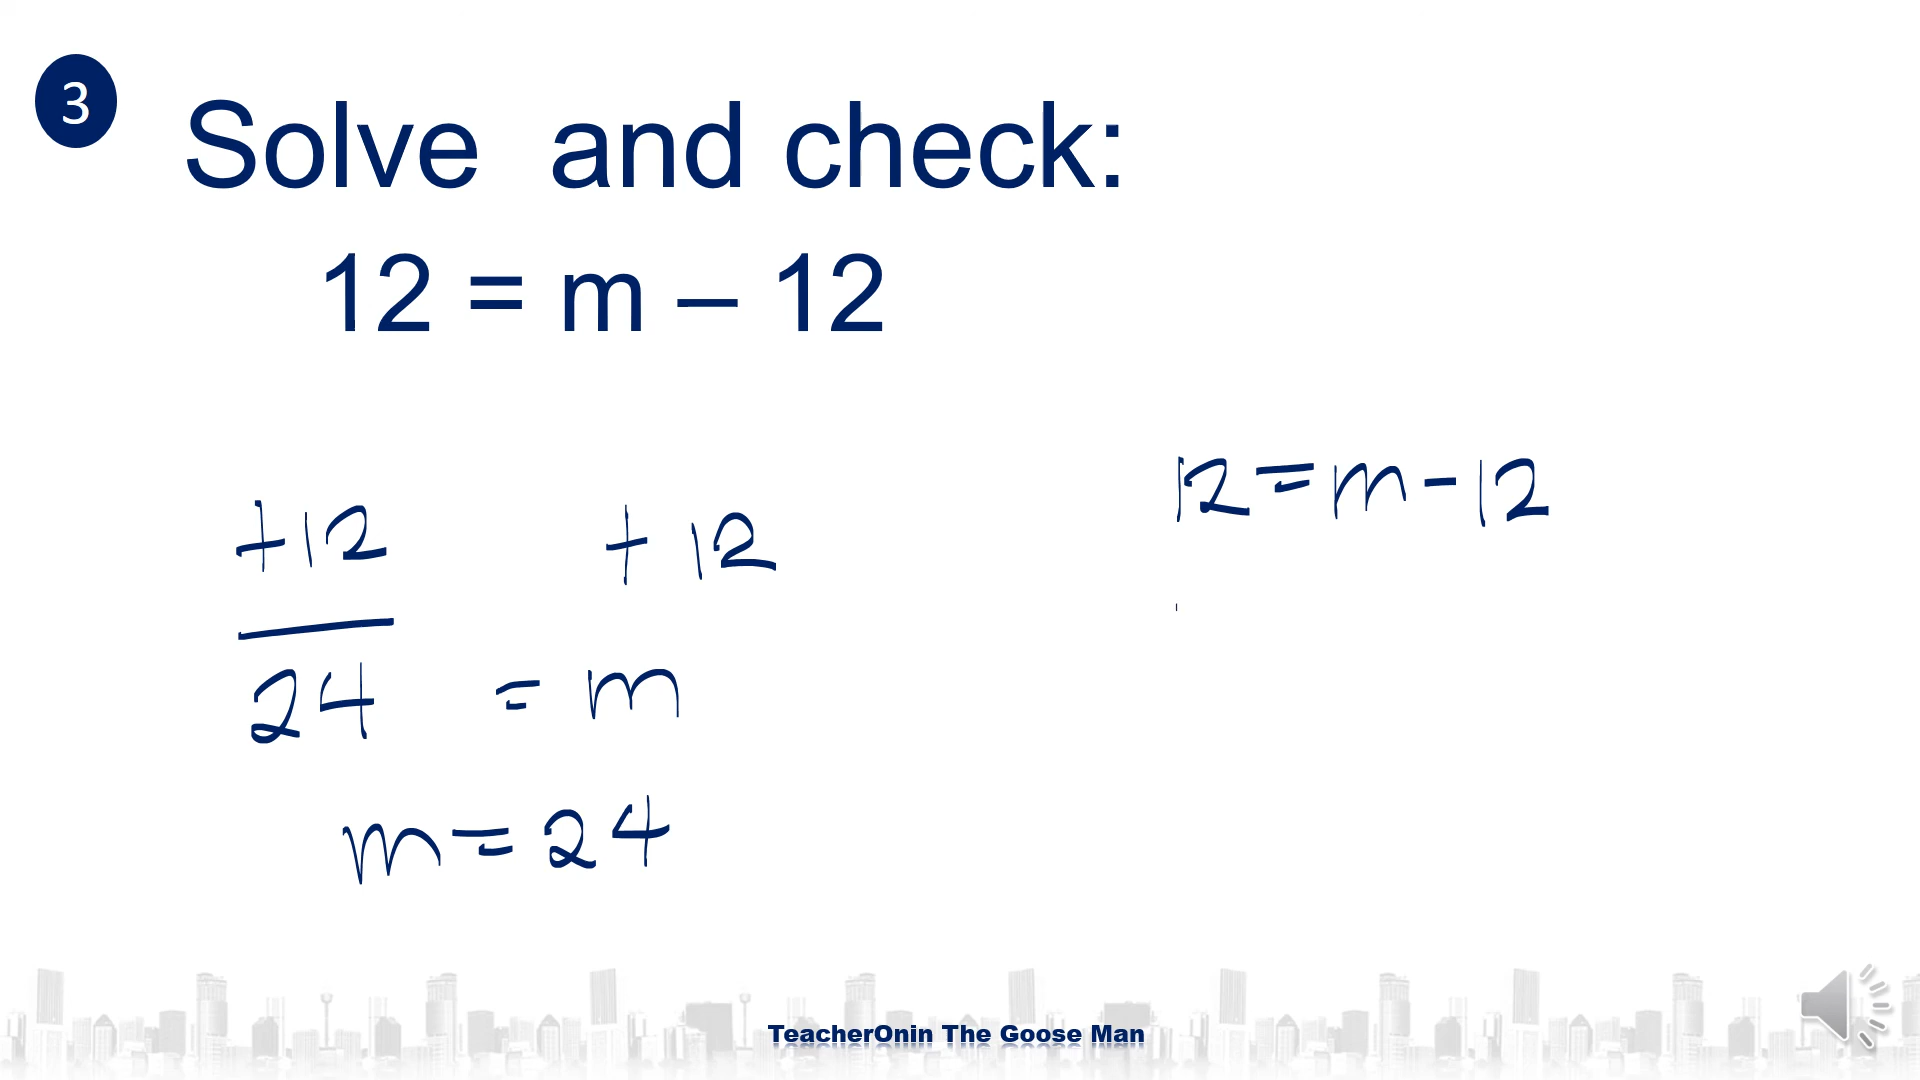 3
Solve and check:
12 = m – 12
+12 +12
24 = m
m = 24
12 = m - 12
TeacherOnin The Goose Man